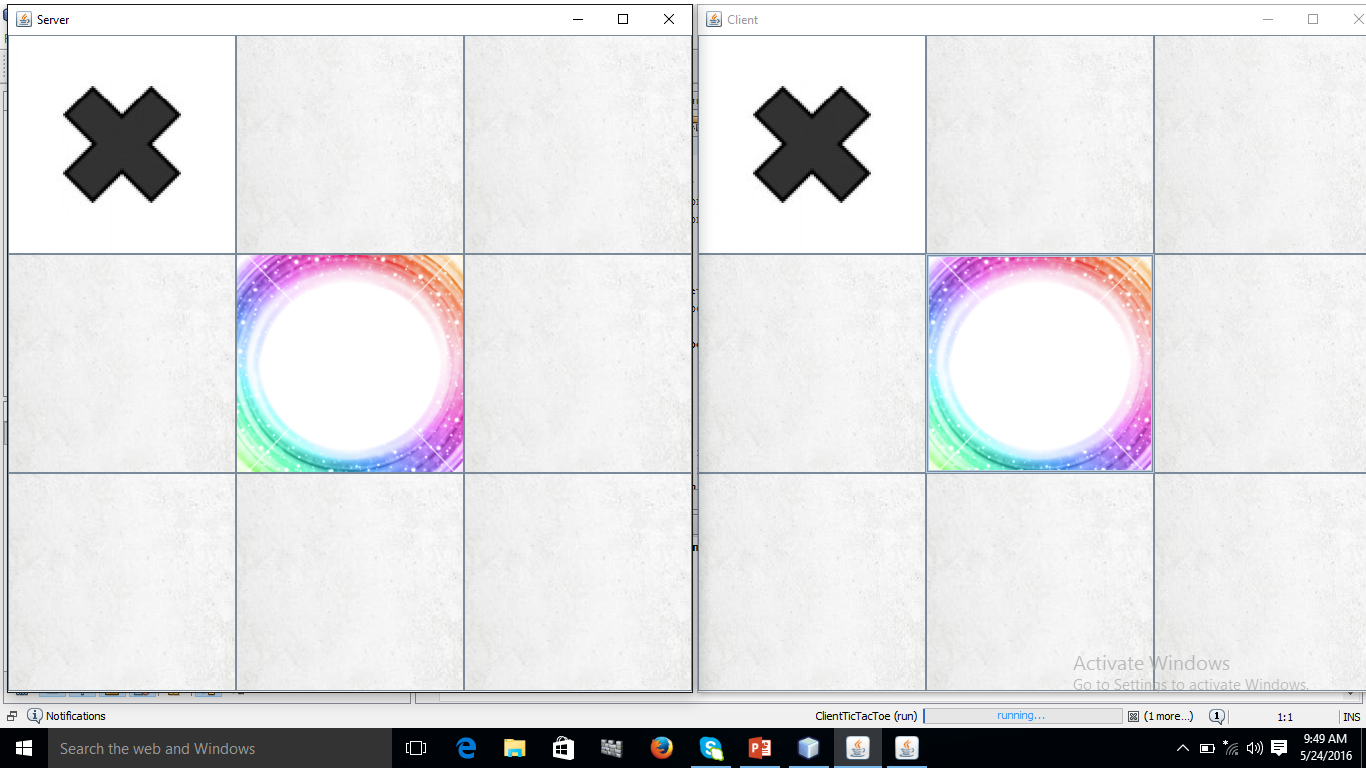 Server
Client
Activate Windows
Go to Settings to activate Windows.
Notifications
ClientTicTacToe (run)
running...
(1 more...)
1
1:1
INS
Search the web and Windows
9:49 AM
5/24/2016